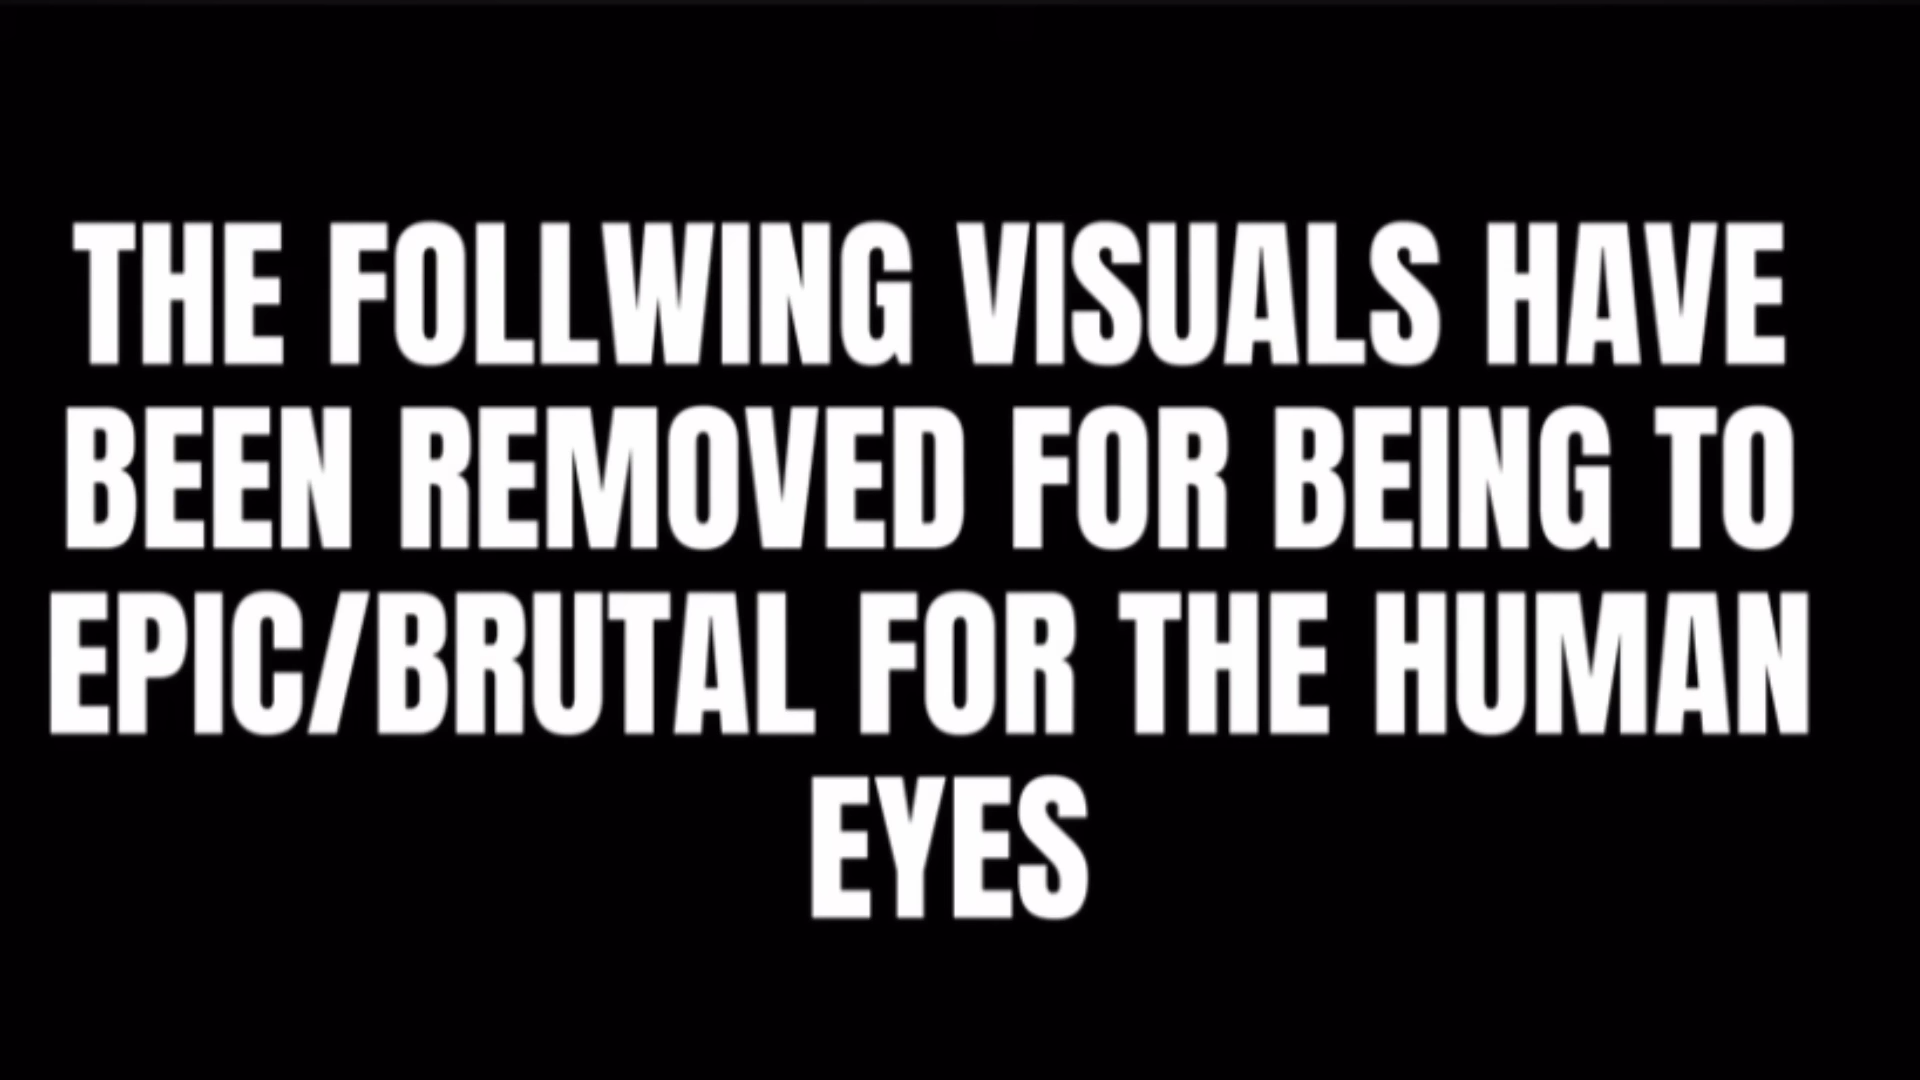 THE FOLLWING VISUALS HAVE
BEEN REMOVED FOR BEING TO
EPIC/BRUTAL FOR THE HUMAN
EYES